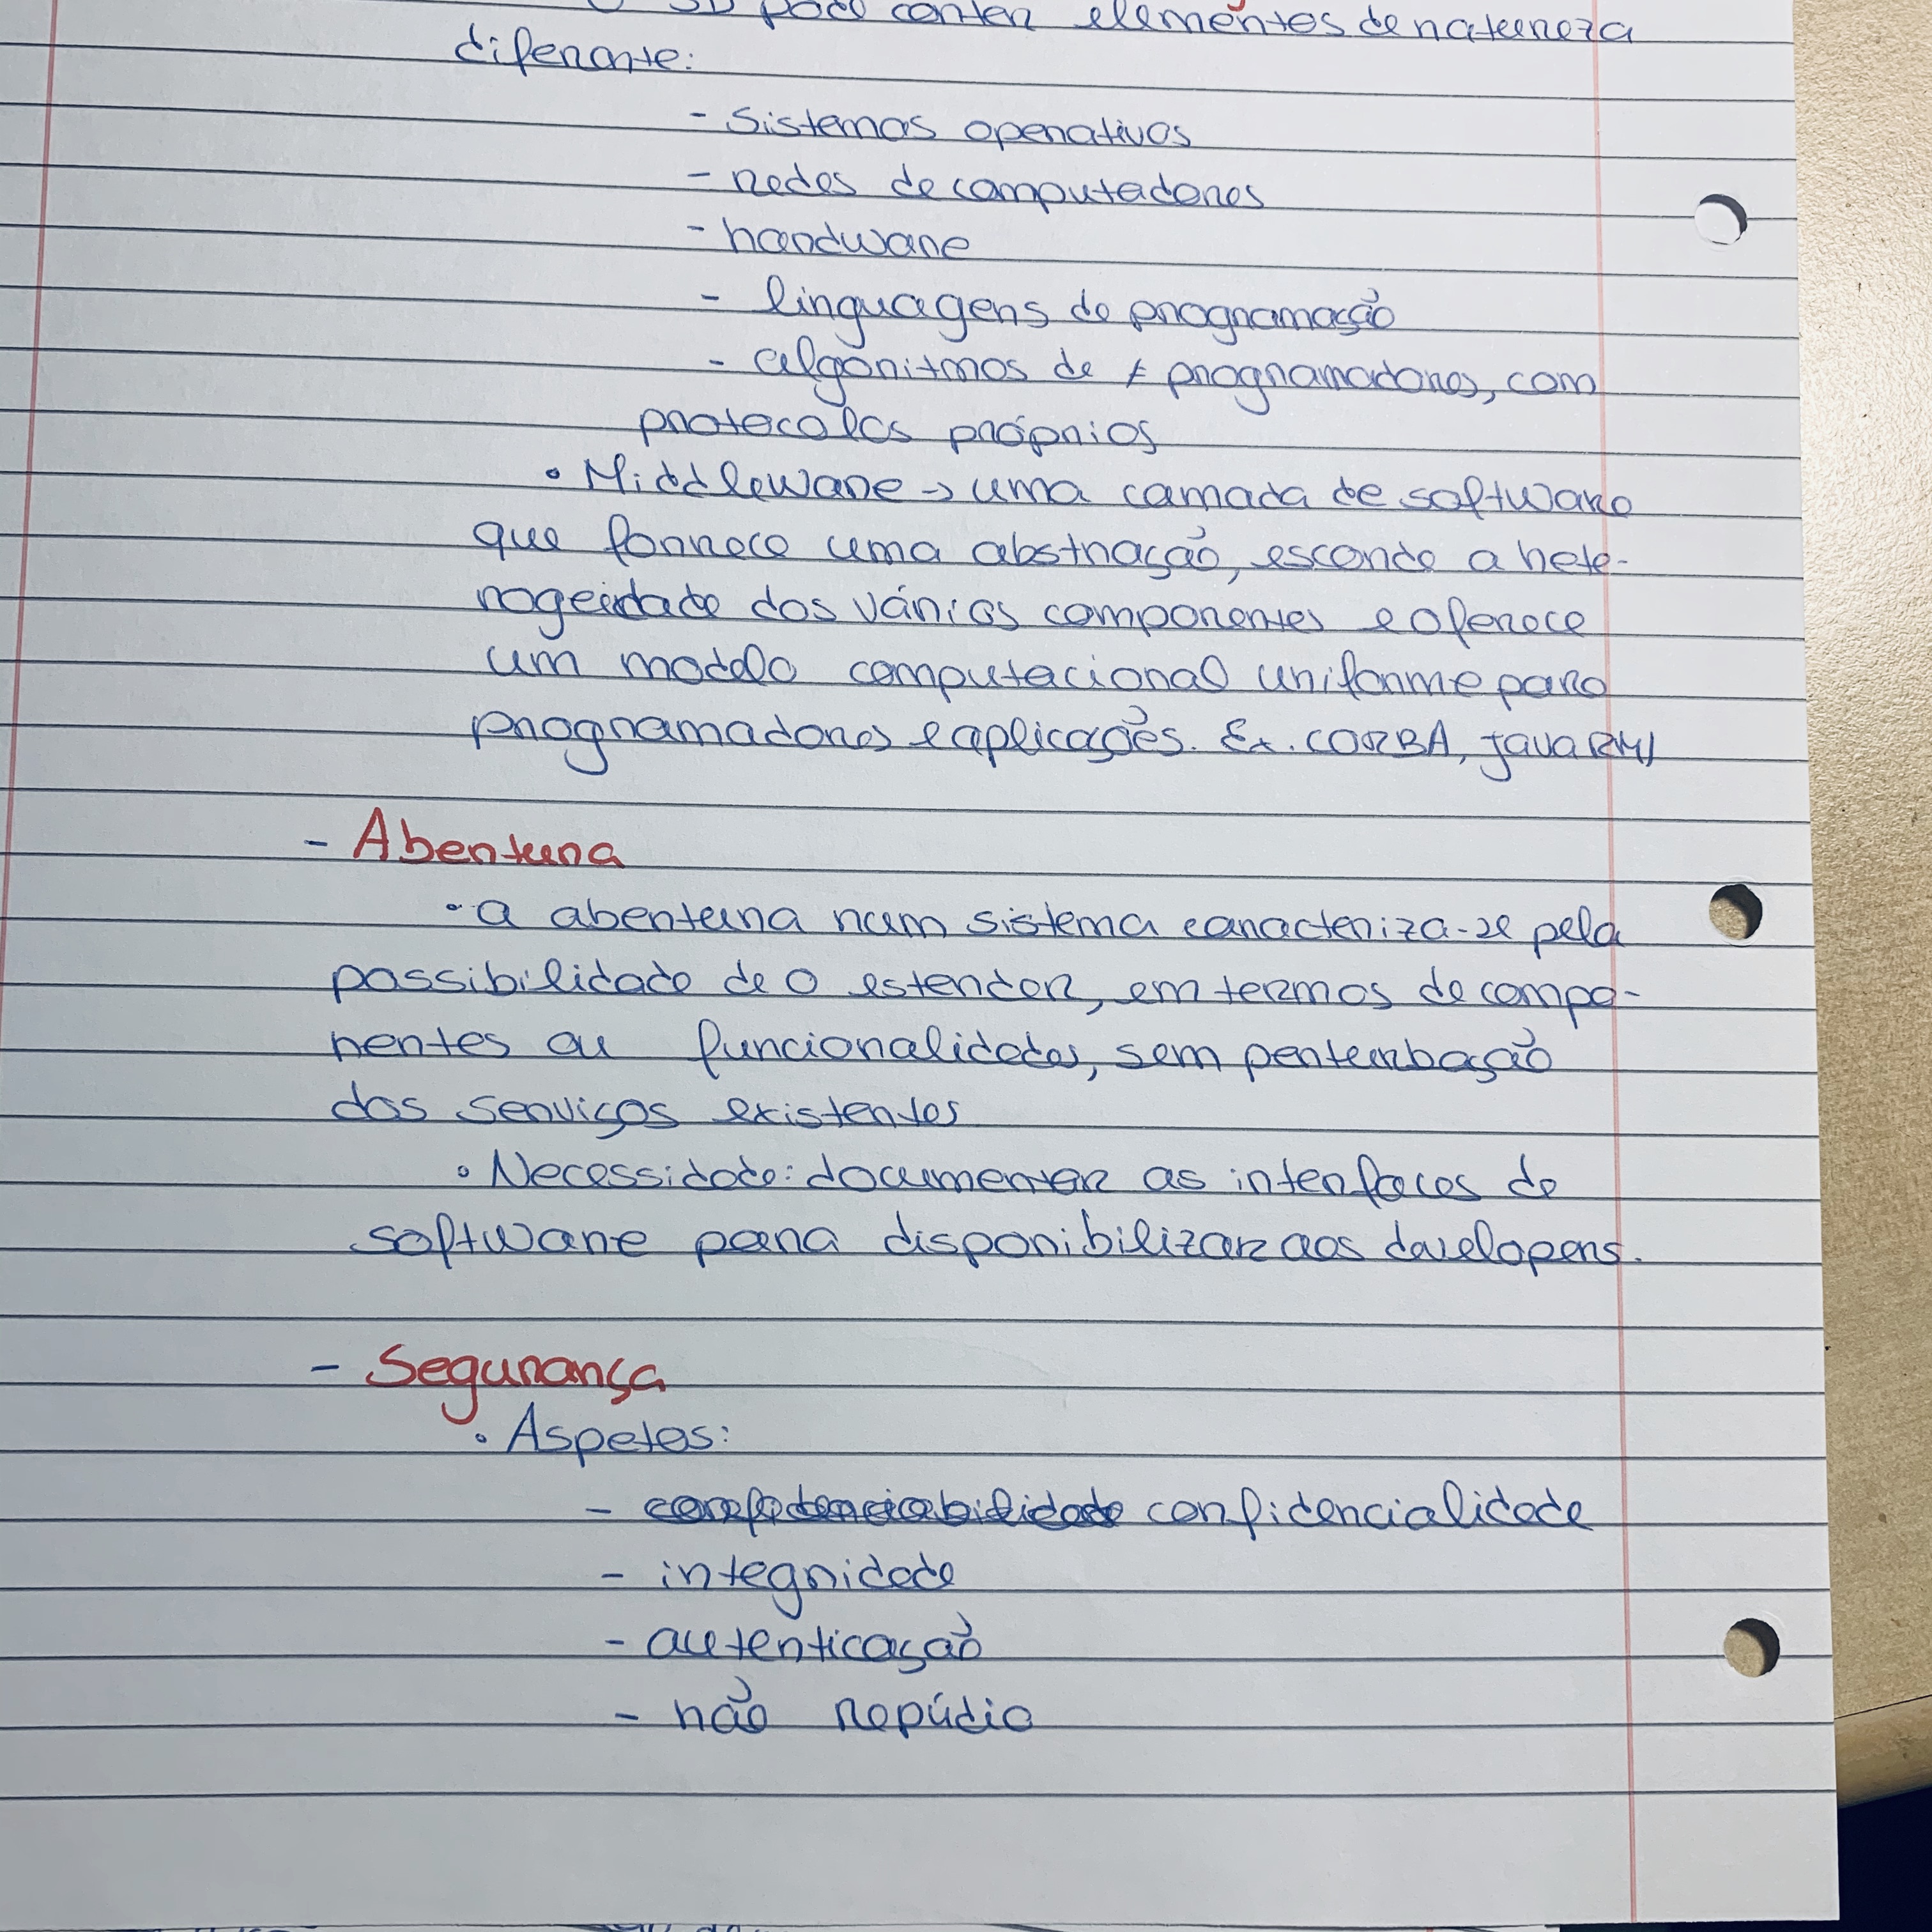 O SD pode conter elementos de natureza
diferente:
- sistemas operativos
- redes de computadores
- hardware
- linguagens de programação
- algoritmos de ≠ programadores, com
protocolos próprios
• Middleware → uma camada de software
que fornece uma abstração, esconde a hete-
rogeidade dos vários componentes e oferece
um modelo computacional uniforme para
programadores e aplicações. Ex. CORBA, java RMI
- Abertura
• a abertura num sistema caracteriza-se pela
possibilidade de o estender, em termos de compo-
nentes ou funcionalidades, sem perturbação
dos serviços existentes
• Necessidade: documentar as interfaces de
software para disponibilizar aos developers.
- Segurança
• Aspetos:
- confidencialidade
- integridade
- autenticação
- não repúdio